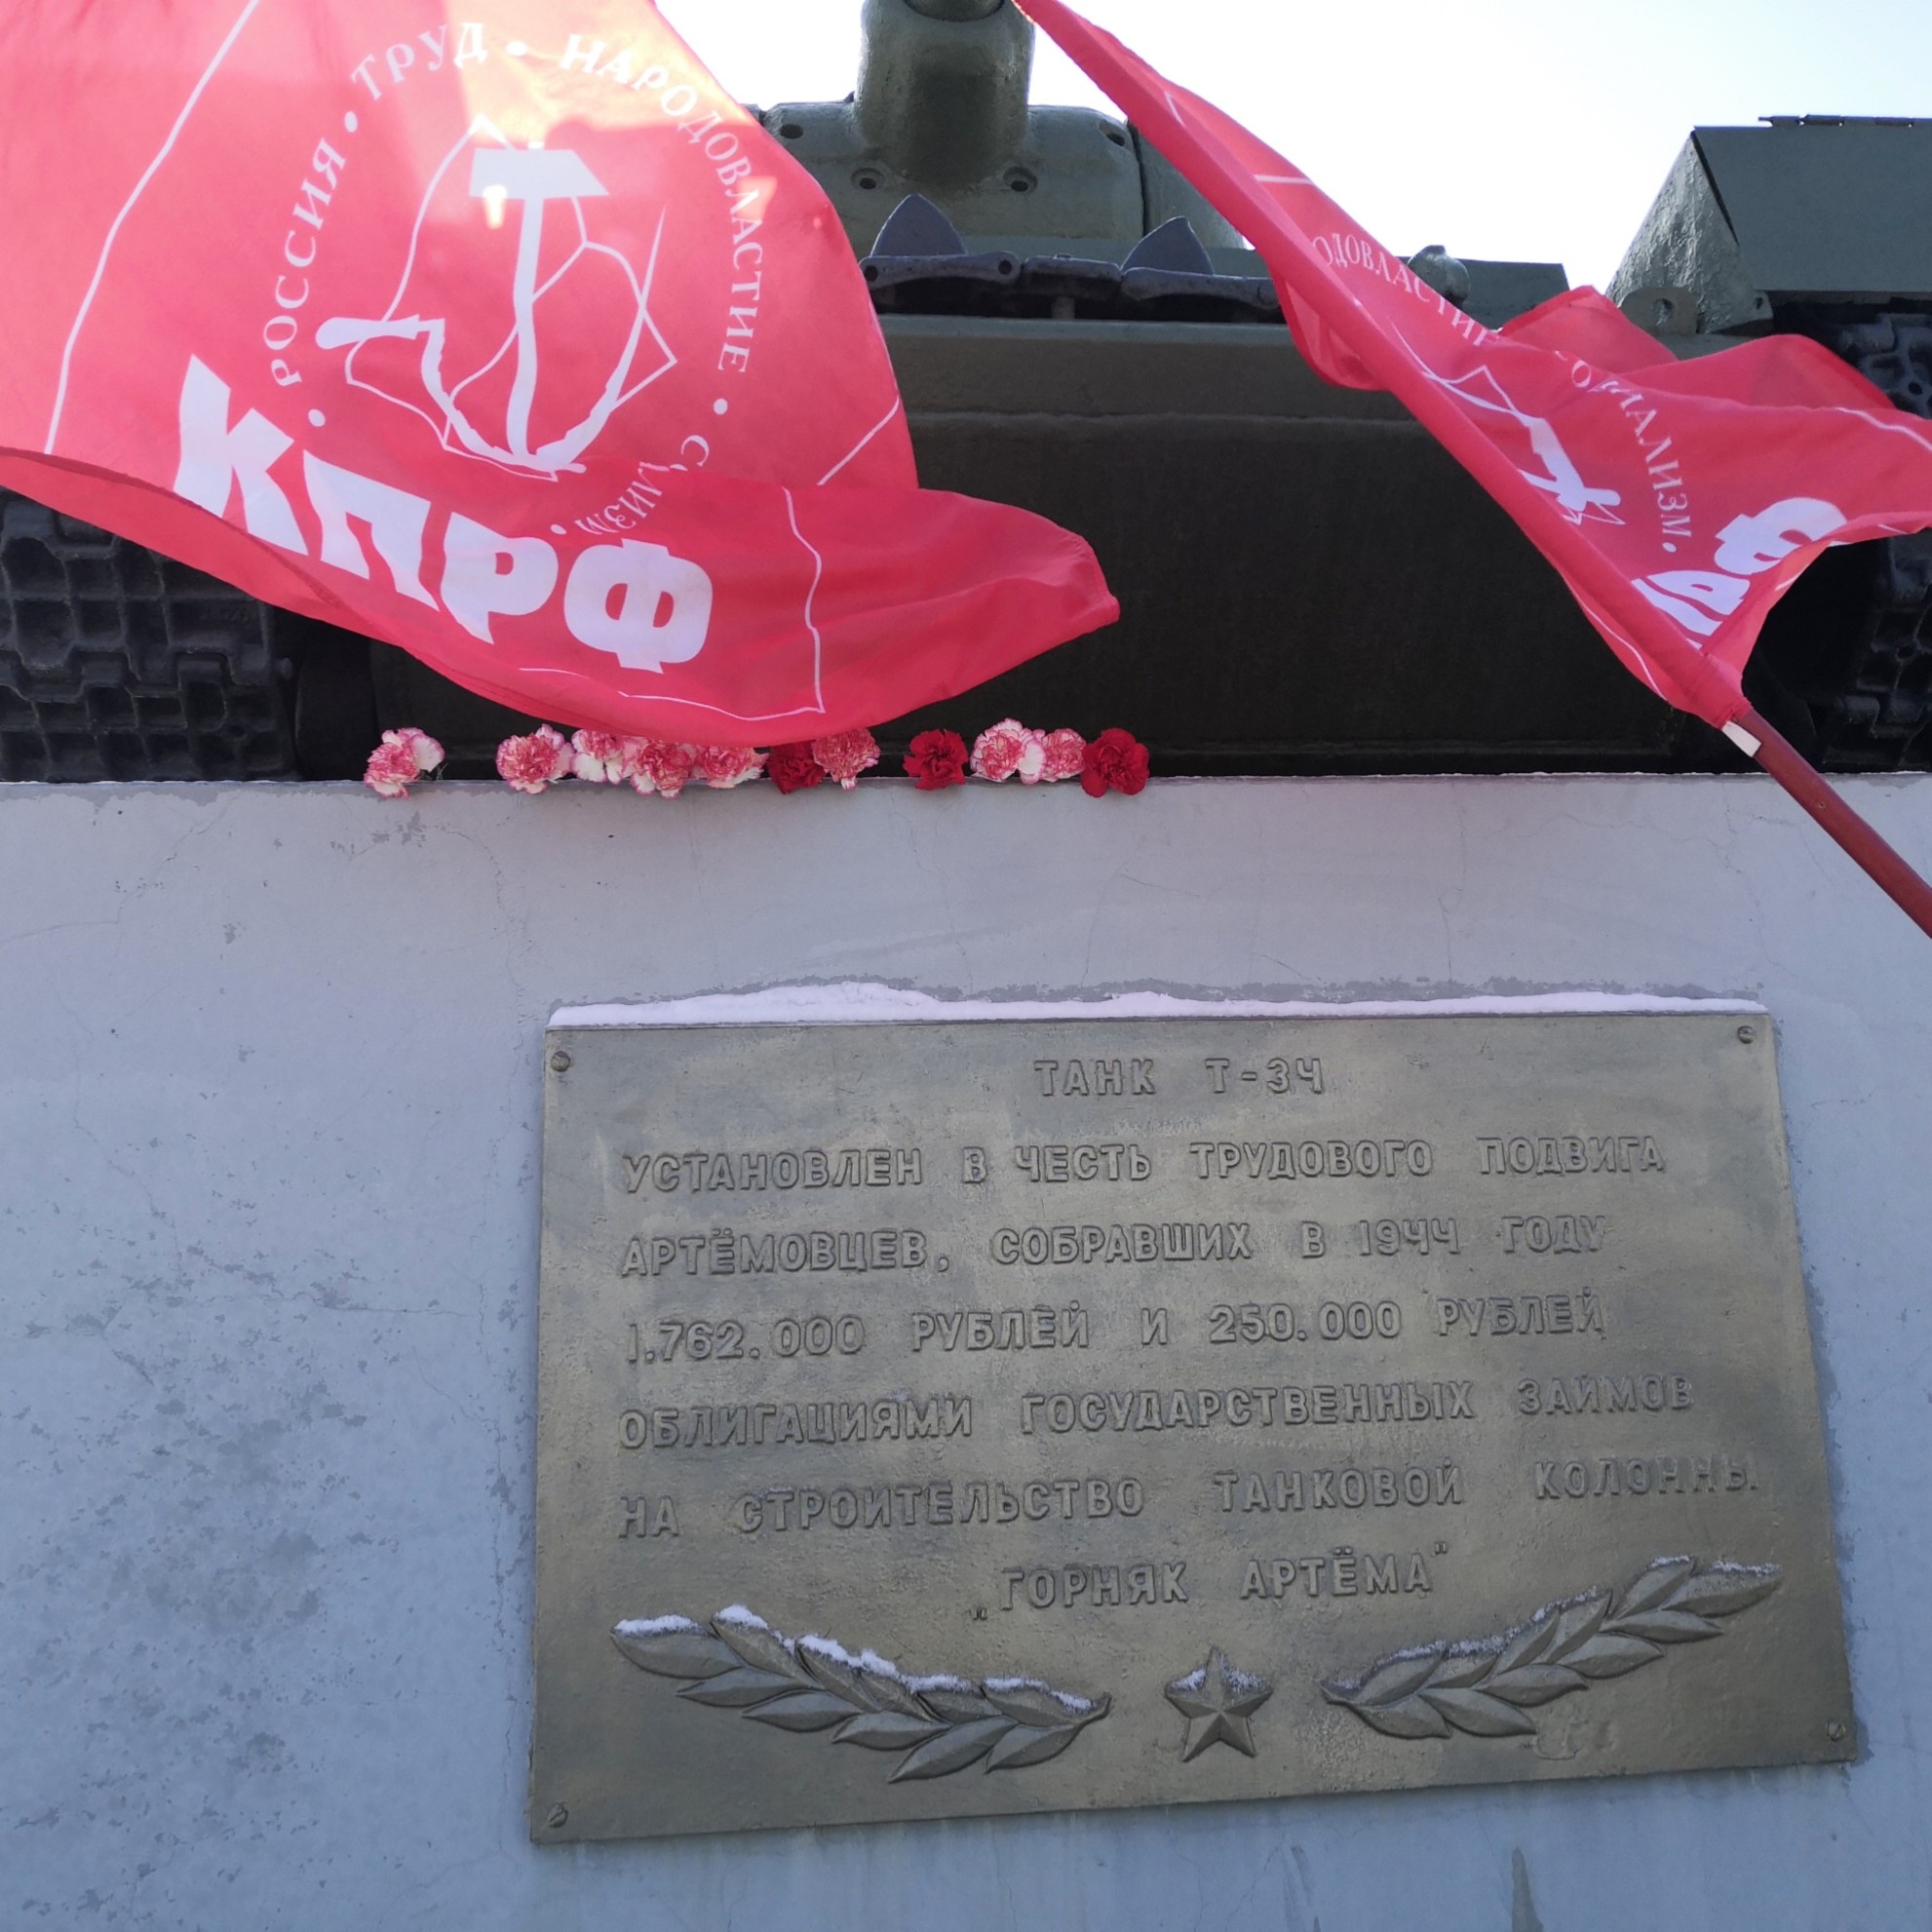 РОССИЯ • ТРУД • НАРОДОВЛАСТИЕ •
КПРФ
ОДОВЛАСТИЕ
ТАНК Т-34
УСТАНОВЛЕН В ЧЕСТЬ ТРУДОВОГО ПОДВИГА
АРТЁМОВЦЕВ, СОБРАВШИХ В 1944 ГОДУ
1.762.000 РУБЛЕЙ И 250.000 РУБЛЕЙ
ОБЛИГАЦИЯМИ ГОСУДАРСТВЕННЫХ ЗАЙМОВ
НА СТРОИТЕЛЬСТВО ТАНКОВОЙ КОЛОННЫ
„ГОРНЯК АРТЁМА"